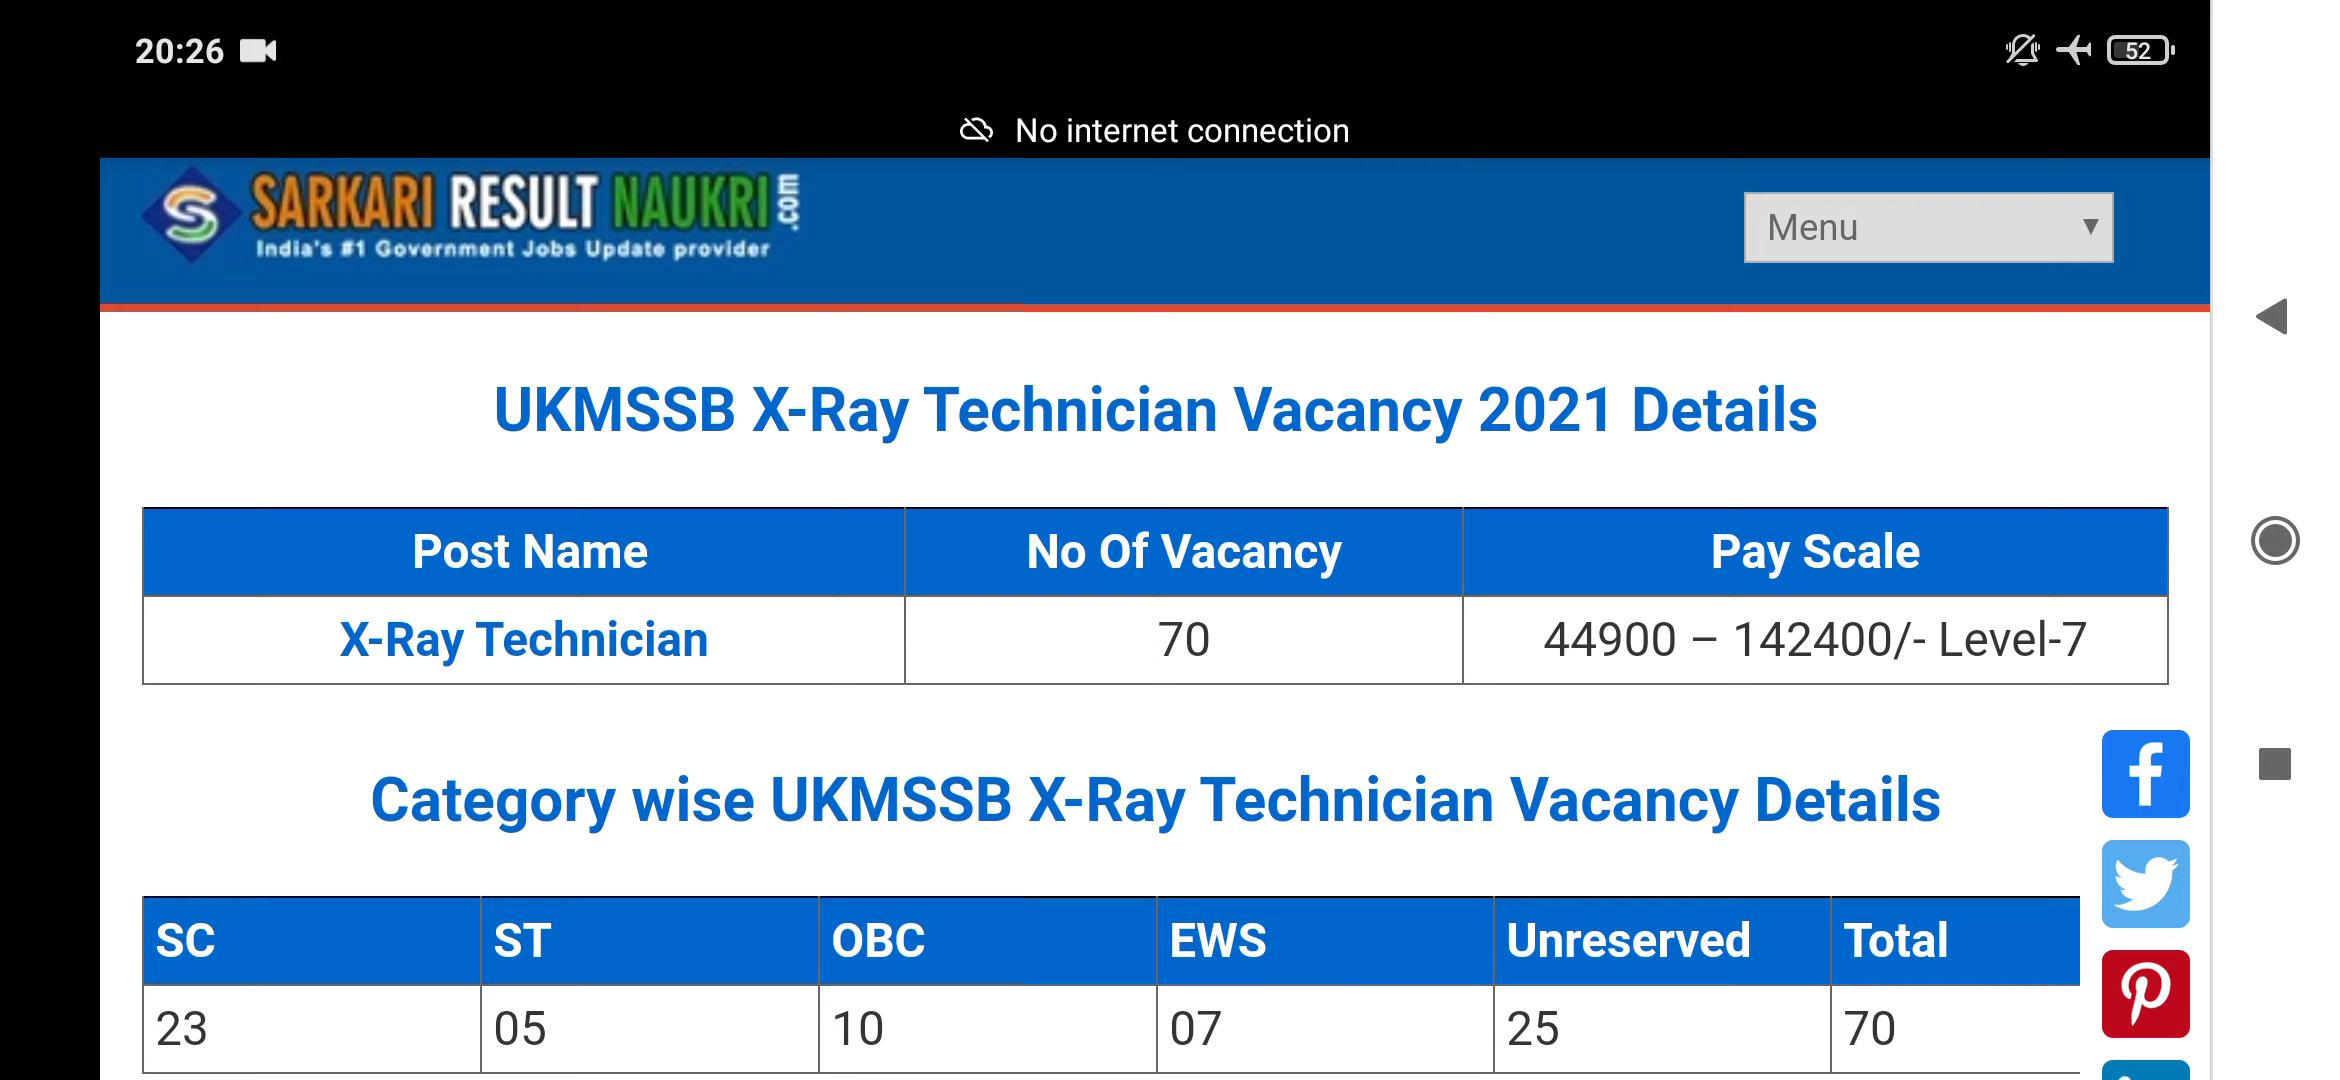 20:26
52
No internet connection
SARKARI RESULT NAUKRI.com
India's #1 Government Jobs Update provider
Menu
UKMSSB X-Ray Technician Vacancy 2021 Details
Post Name No Of Vacancy Pay Scale
X-Ray Technician 70 44900 – 142400/- Level-7
Category wise UKMSSB X-Ray Technician Vacancy Details
SC ST OBC EWS Unreserved Total
23 05 10 07 25 70